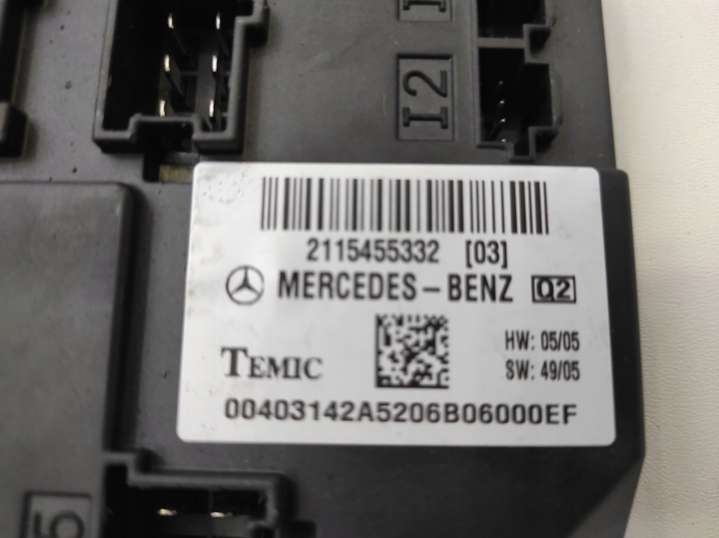 I2
2115455332 [03]
MERCEDES-BENZ Q2
HW: 05/05
TEMIC
SW: 49/05
00403142A5206B06000EF